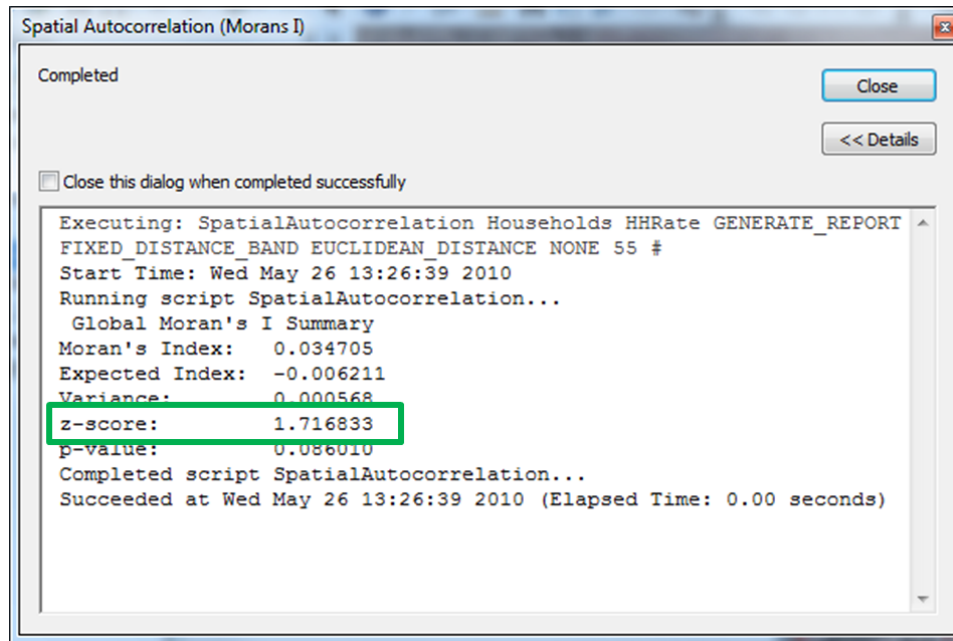 Spatial Autocorrelation (Morans I)
Completed
Close
<< Details
Close this dialog when completed successfully
Executing: SpatialAutocorrelation Households HHRate GENERATE_REPORT
FIXED_DISTANCE_BAND EUCLIDEAN_DISTANCE NONE 55 #
Start Time: Wed May 26 13:26:39 2010
Running script SpatialAutocorrelation...
Global Moran's I Summary
Moran's Index: 0.034705
Expected Index: -0.006211
Variance: 0.000568
z-score: 1.716833
p-value: 0.086010
Completed script SpatialAutocorrelation...
Succeeded at Wed May 26 13:26:39 2010 (Elapsed Time: 0.00 seconds)